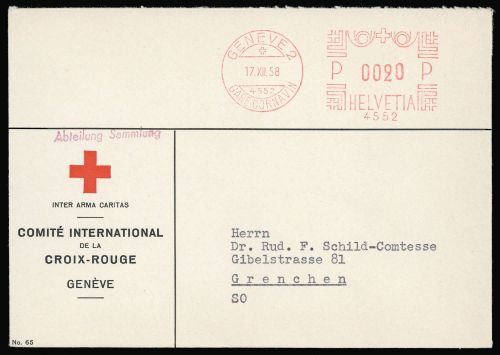 GENÈVE 2
17.XII.58
4552
GARE CORNAVIN
P 0020 P
HELVETIA
4552
Abteilung Sammlung
INTER ARMA CARITAS
COMITÉ INTERNATIONAL
DE LA
CROIX-ROUGE
GENÈVE
No. 65
Herrn
Dr. Rud. F. Schild-Comtesse
Gibelstrasse 81
Grenchen
SO